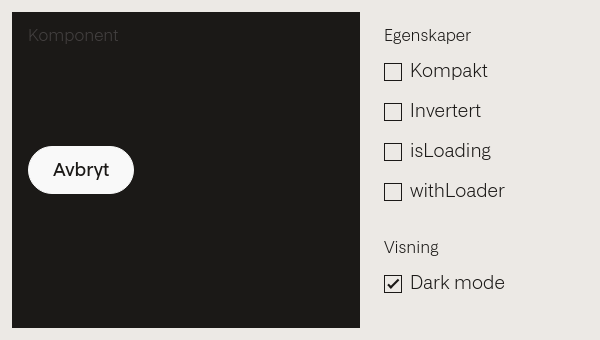 Komponent
Avbryt
Egenskaper
Kompakt
Invertert
isLoading
withLoader
Visning
Dark mode